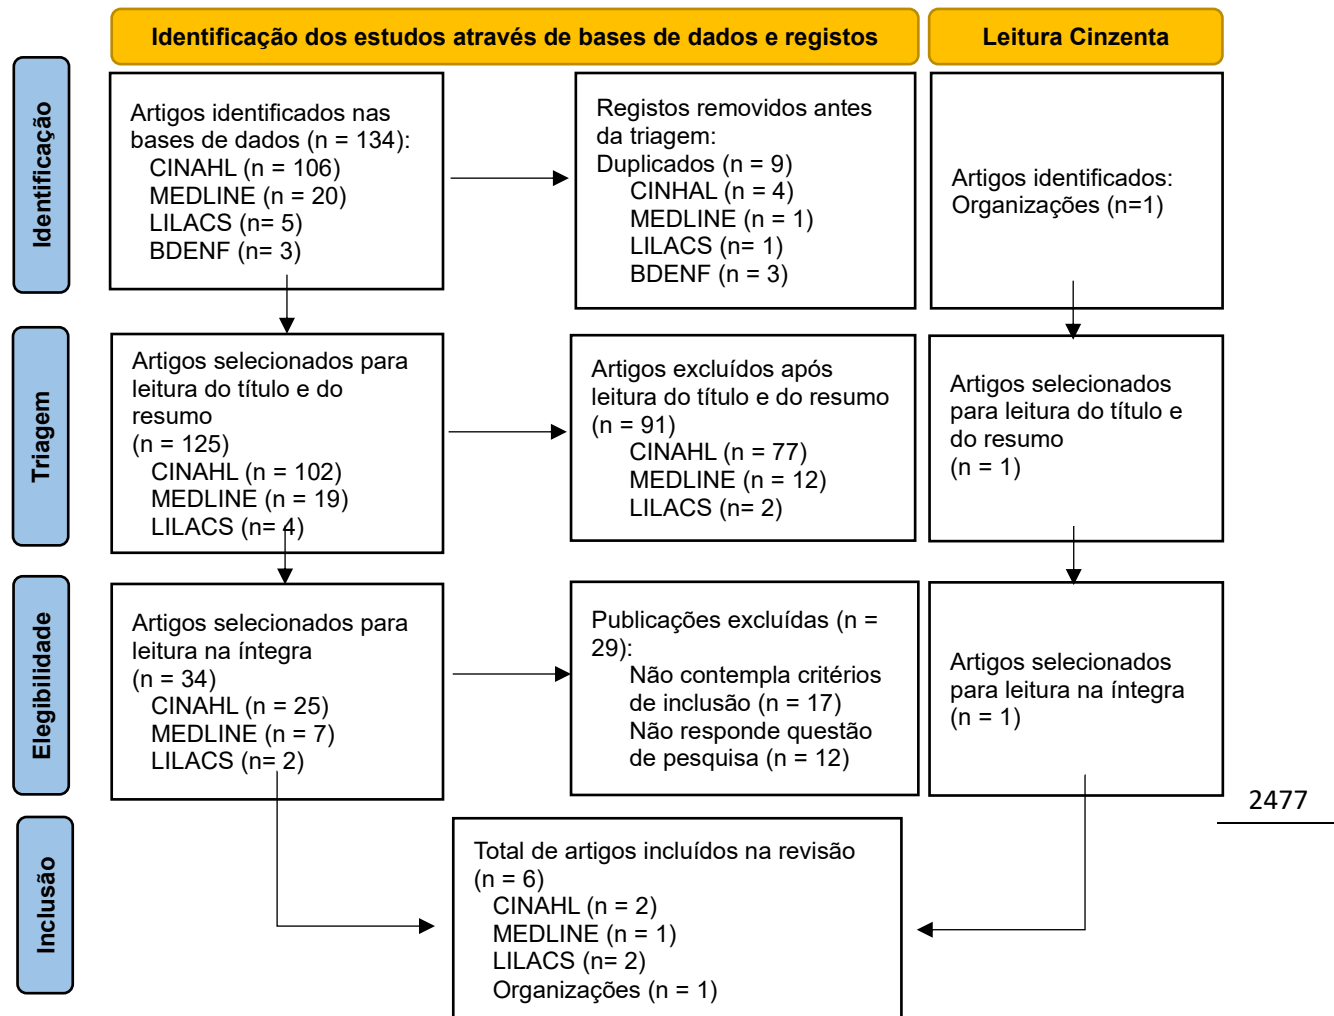 Identificação dos estudos através de bases de dados e registos
Leitura Cinzenta
Identificação
Artigos identificados nas
bases de dados (n = 134):
CINAHL (n = 106)
MEDLINE (n = 20)
LILACS (n= 5)
BDENF (n= 3)
Registos removidos antes
da triagem:
Duplicados (n = 9)
CINHAL (n = 4)
MEDLINE (n = 1)
LILACS (n= 1)
BDENF (n = 3)
Artigos identificados:
Organizações (n=1)
Triagem
Artigos selecionados para
leitura do título e do
resumo
(n = 125)
CINAHL (n = 102)
MEDLINE (n = 19)
LILACS (n= 4)
Artigos excluídos após
leitura do título e do resumo
(n = 91)
CINAHL (n = 77)
MEDLINE (n = 12)
LILACS (n= 2)
Artigos selecionados
para leitura do título e
do resumo
(n = 1)
Elegibilidade
Artigos selecionados para
leitura na íntegra
(n = 34)
CINAHL (n = 25)
MEDLINE (n = 7)
LILACS (n= 2)
Publicações excluídas (n =
29):
Não contempla critérios
de inclusão (n = 17)
Não responde questão
de pesquisa (n = 12)
Artigos selecionados
para leitura na íntegra
(n = 1)
2477
Inclusão
Total de artigos incluídos na revisão
(n = 6)
CINAHL (n = 2)
MEDLINE (n = 1)
LILACS (n= 2)
Organizações (n = 1)